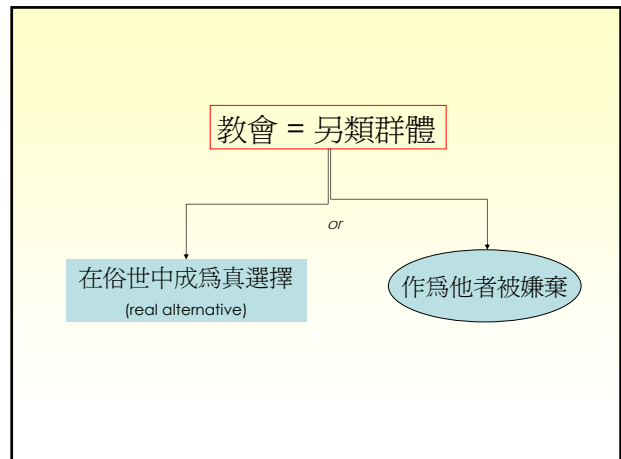 教會 = 另類群體
or
在俗世中成爲真選擇
(real alternative)
作爲他者被嫌棄